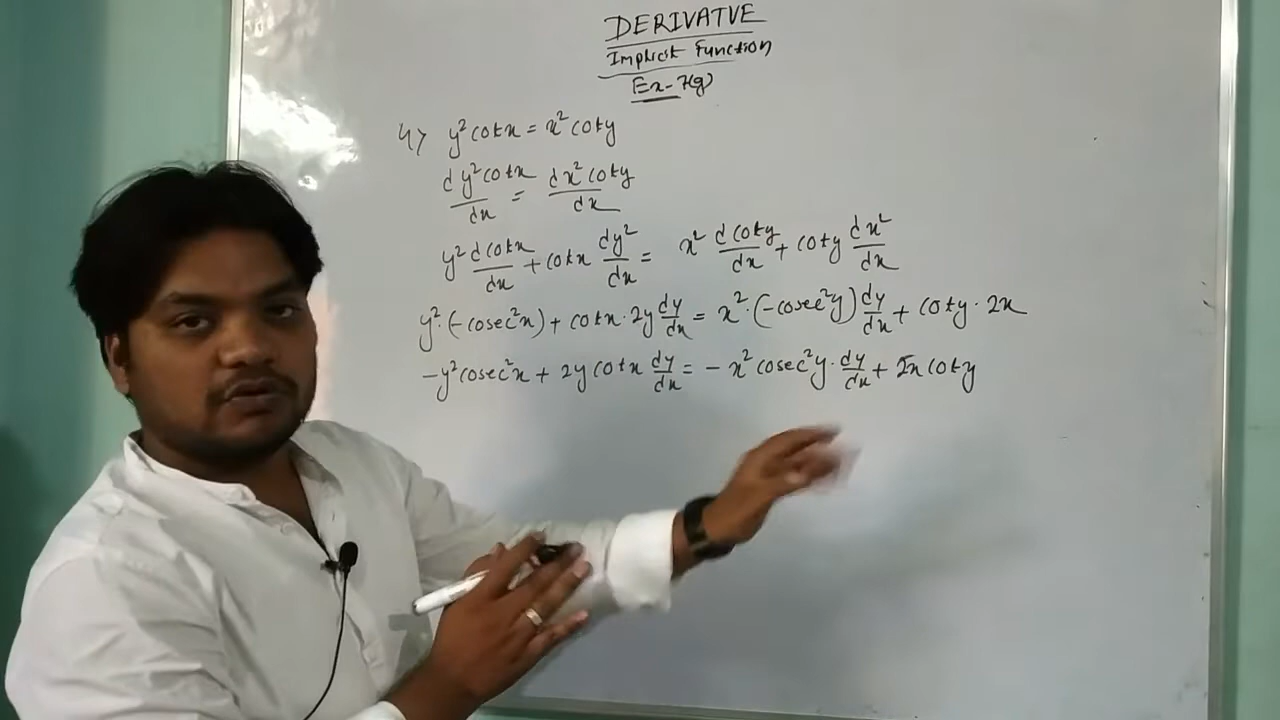 DERIVATVE
Implicit Function
Ex-7(g)
4) y² cotx = x² coty
d y² cotx / dx = d x² coty / dx
y² d cotx / dx + cotx dy² / dx = x² d coty / dx + coty dx² / dx
y² · (-cosec²x) + cotx · 2y dy/dx = x² · (-cosec²y) dy/dx + coty · 2x
-y² cosec²x + 2y cotx dy/dx = - x² cosec²y · dy/dx + 2x coty